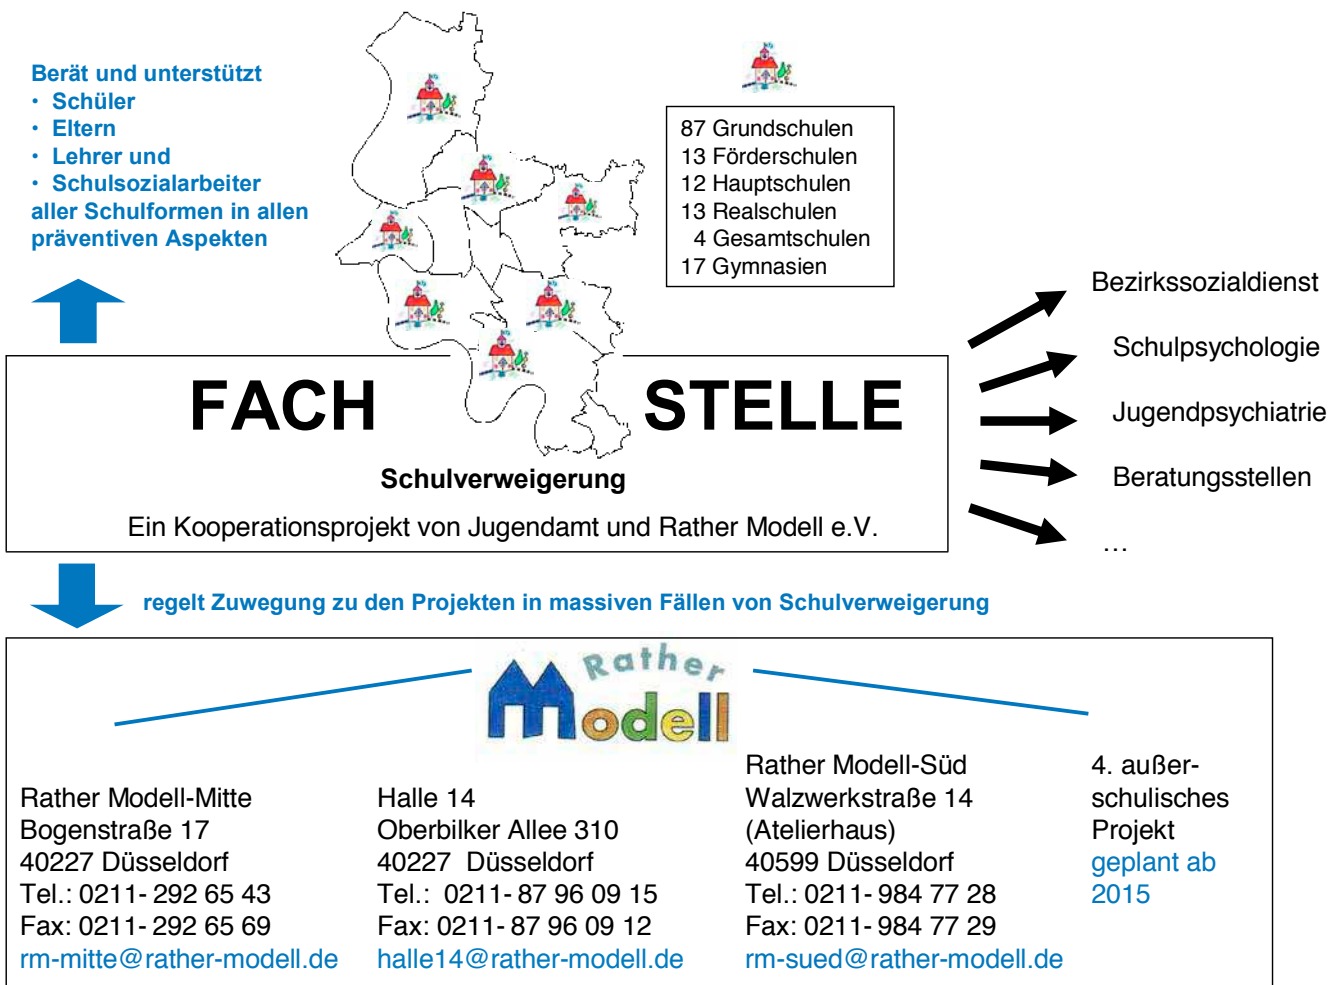 Berät und unterstützt
• Schüler
• Eltern
• Lehrer und
• Schulsozialarbeiter
aller Schulformen in allen
präventiven Aspekten
87 Grundschulen
13 Förderschulen
12 Hauptschulen
13 Realschulen
4 Gesamtschulen
17 Gymnasien
Bezirkssozialdienst
Schulpsychologie
Jugendpsychiatrie
Beratungsstellen
...
FACH STELLE
Schulverweigerung
Ein Kooperationsprojekt von Jugendamt und Rather Modell e.V.
regelt Zuwegung zu den Projekten in massiven Fällen von Schulverweigerung
Rather
Modell
Rather Modell-Mitte
Bogenstraße 17
40227 Düsseldorf
Tel.: 0211- 292 65 43
Fax: 0211- 292 65 69
rm-mitte@rather-modell.de
Halle 14
Oberbilker Allee 310
40227 Düsseldorf
Tel.: 0211- 87 96 09 15
Fax: 0211- 87 96 09 12
halle14@rather-modell.de
Rather Modell-Süd
Walzwerkstraße 14
(Atelierhaus)
40599 Düsseldorf
Tel.: 0211- 984 77 28
Fax: 0211- 984 77 29
rm-sued@rather-modell.de
4. außer-
schulisches
Projekt
geplant ab
2015